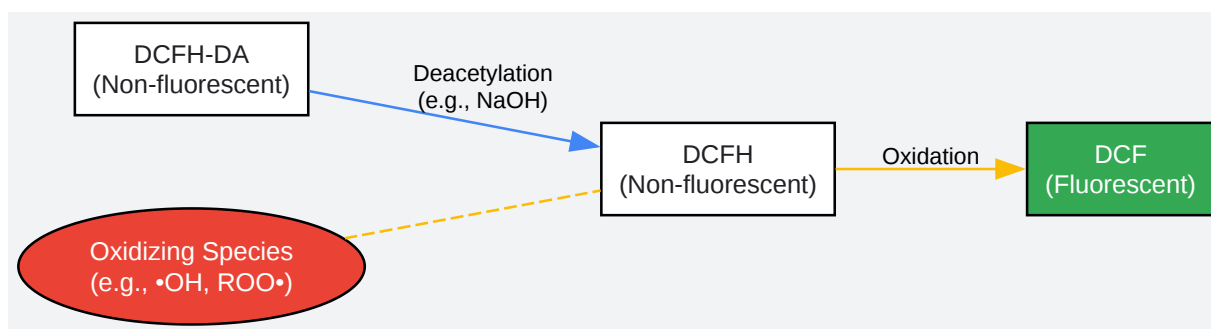 DCFH-DA
(Non-fluorescent)
Deacetylation
(e.g., NaOH)
DCFH
(Non-fluorescent)
Oxidation
DCF
(Fluorescent)
Oxidizing Species
(e.g., •OH, ROO•)